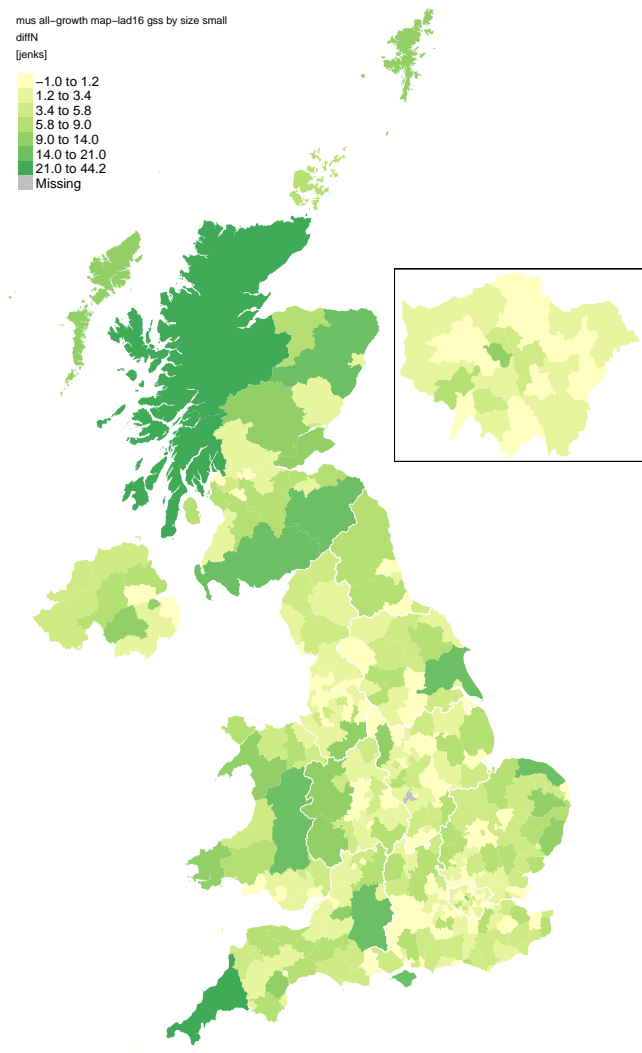 mus all−growth map−lad16 gss by size small
diffN
[jenks]
−1.0 to 1.2
1.2 to 3.4
3.4 to 5.8
5.8 to 9.0
9.0 to 14.0
14.0 to 21.0
21.0 to 44.2
Missing